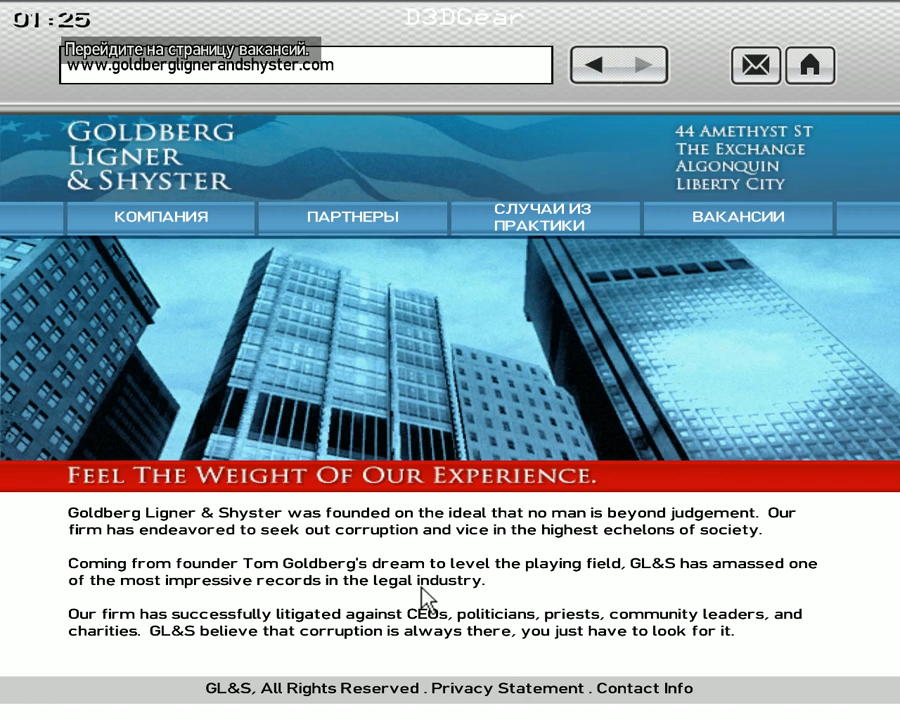 01:25
D3DGear
Перейдите на страницу вакансий.
www.goldberglignerandshyster.com
Goldberg
Ligner
& Shyster
44 Amethyst St
The Exchange
Algonquin
Liberty City
КОМПАНИЯ
ПАРТНЕРЫ
СЛУЧАИ ИЗ
ПРАКТИКИ
ВАКАНСИИ
Feel The Weight Of Our Experience.
Goldberg Ligner & Shyster was founded on the ideal that no man is beyond judgement. Our
firm has endeavored to seek out corruption and vice in the highest echelons of society.
Coming from founder Tom Goldberg's dream to level the playing field, GL&S has amassed one
of the most impressive records in the legal industry.
Our firm has successfully litigated against CEOs, politicians, priests, community leaders, and
charities. GL&S believe that corruption is always there, you just have to look for it.
GL&S, All Rights Reserved . Privacy Statement . Contact Info